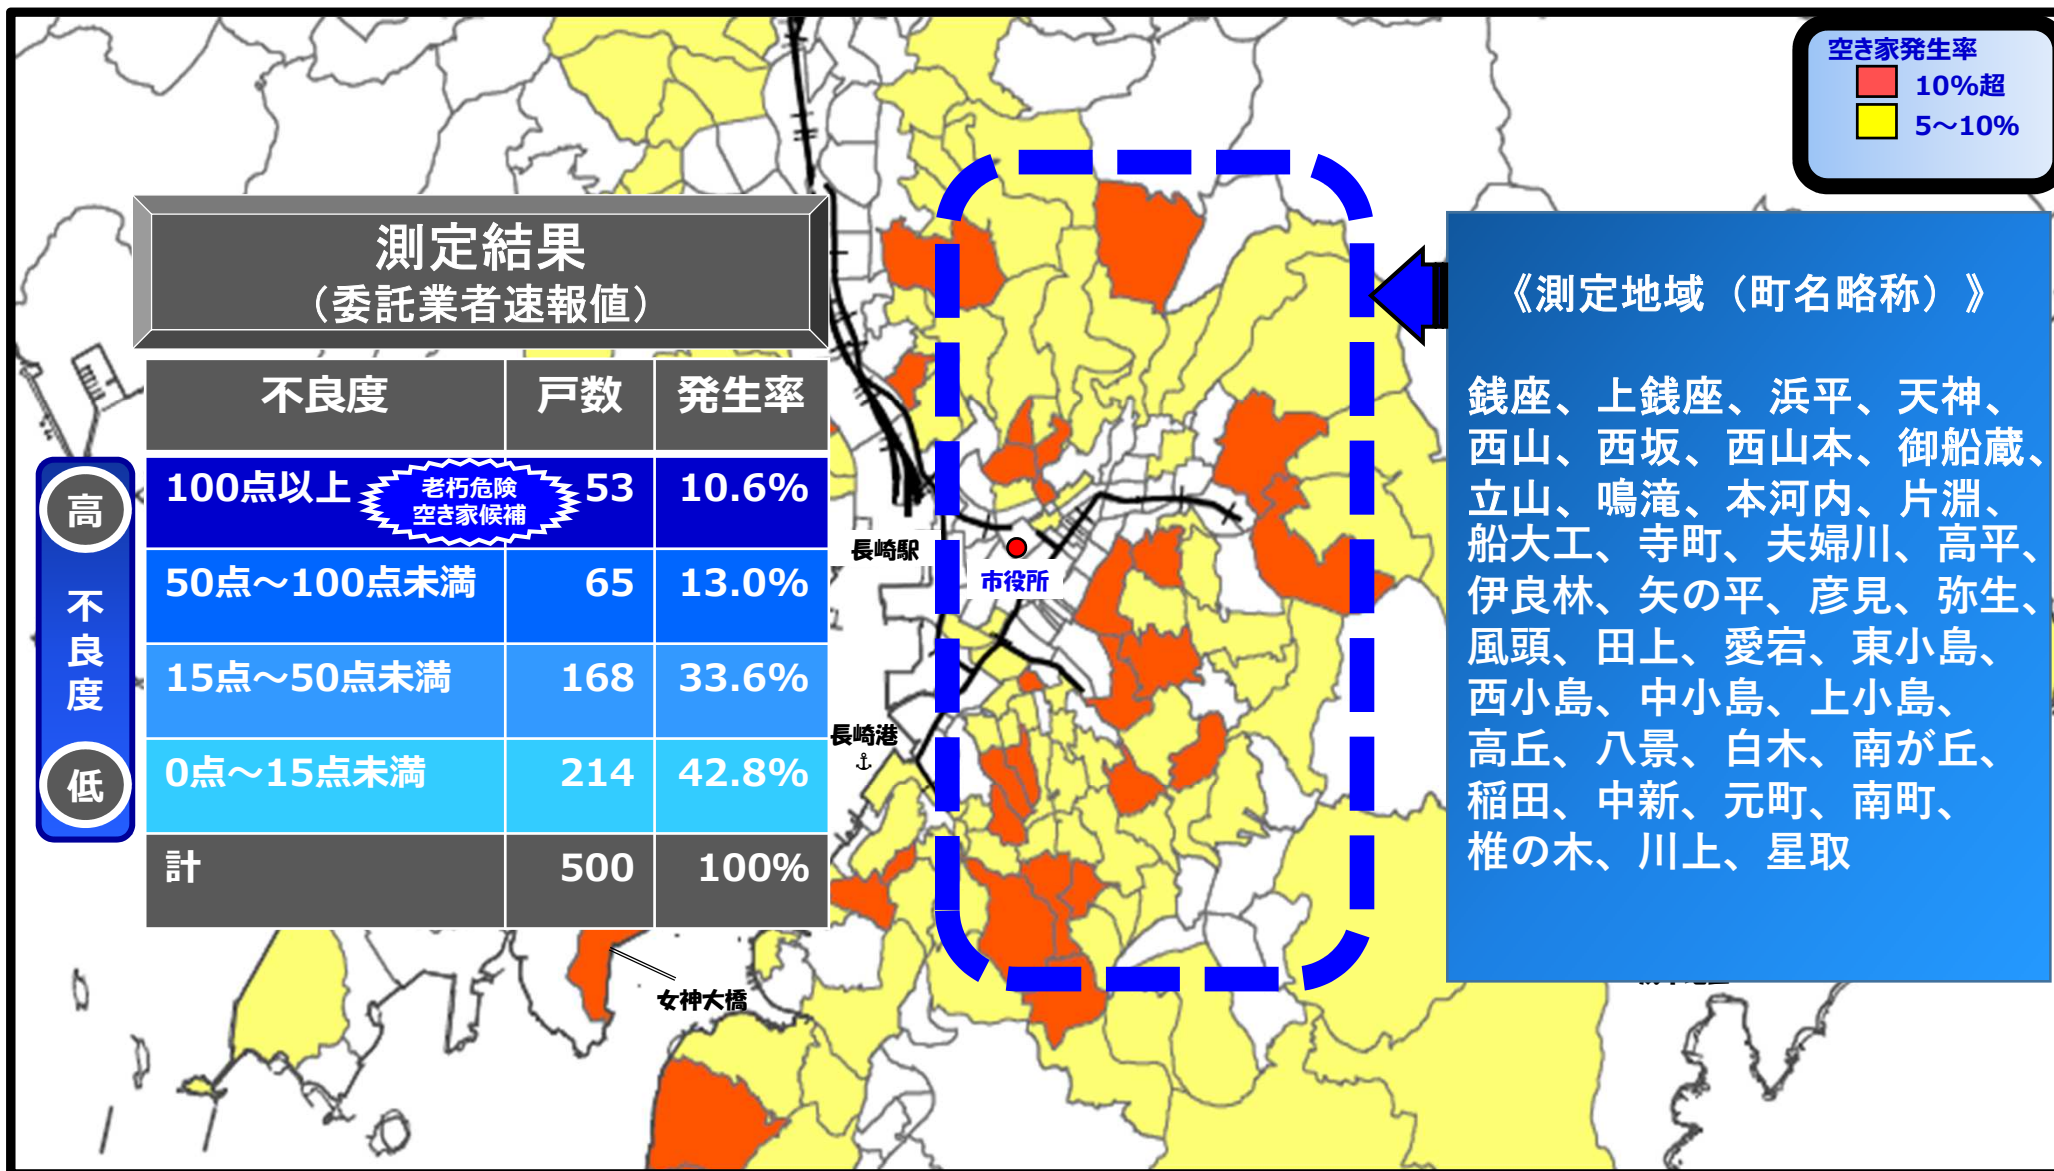 空き家発生率
10%超
5～10%
測定結果
（委託業者速報値）
不良度 戸数 発生率
100点以上 老朽危険 空き家候補 53 10.6%
50点～100点未満 65 13.0%
15点～50点未満 168 33.6%
0点～15点未満 214 42.8%
計 500 100%
高
不良度
低
長崎駅
市役所
長崎港
女神大橋
《測定地域（町名略称）》
銭座、上銭座、浜平、天神、
西山、西坂、西山本、御船蔵、
立山、鳴滝、本河内、片淵、
船大工、寺町、夫婦川、高平、
伊良林、矢の平、彦見、弥生、
風頭、田上、愛宕、東小島、
西小島、中小島、上小島、
高丘、八景、白木、南が丘、
稲田、中新、元町、南町、
椎の木、川上、星取